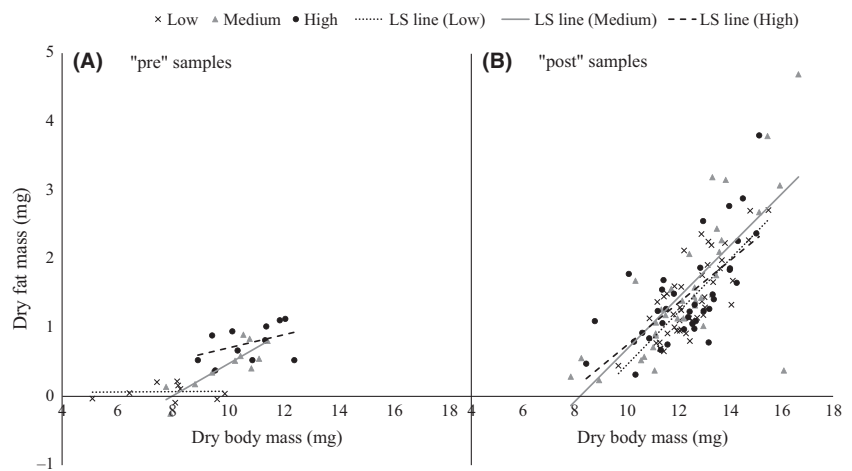 Low Medium High LS line (Low) LS line (Medium) LS line (High)
(A) "pre" samples
(B) "post" samples
5
4
3
2
1
0
−1
Dry fat mass (mg)
4 6 8 10 12 14 16 18
4 6 8 10 12 14 16 18
Dry body mass (mg)
Dry body mass (mg)